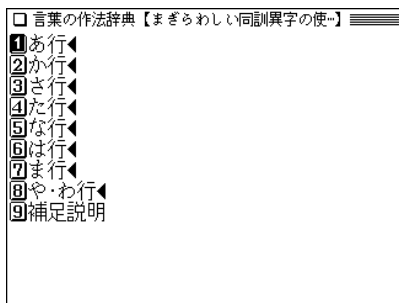 言葉の作法辞典【まぎらわしい同訓異字の使…】
1あ行◀
2か行◀
3さ行◀
4た行◀
5な行◀
6は行◀
7ま行◀
8や・わ行◀
9補足説明